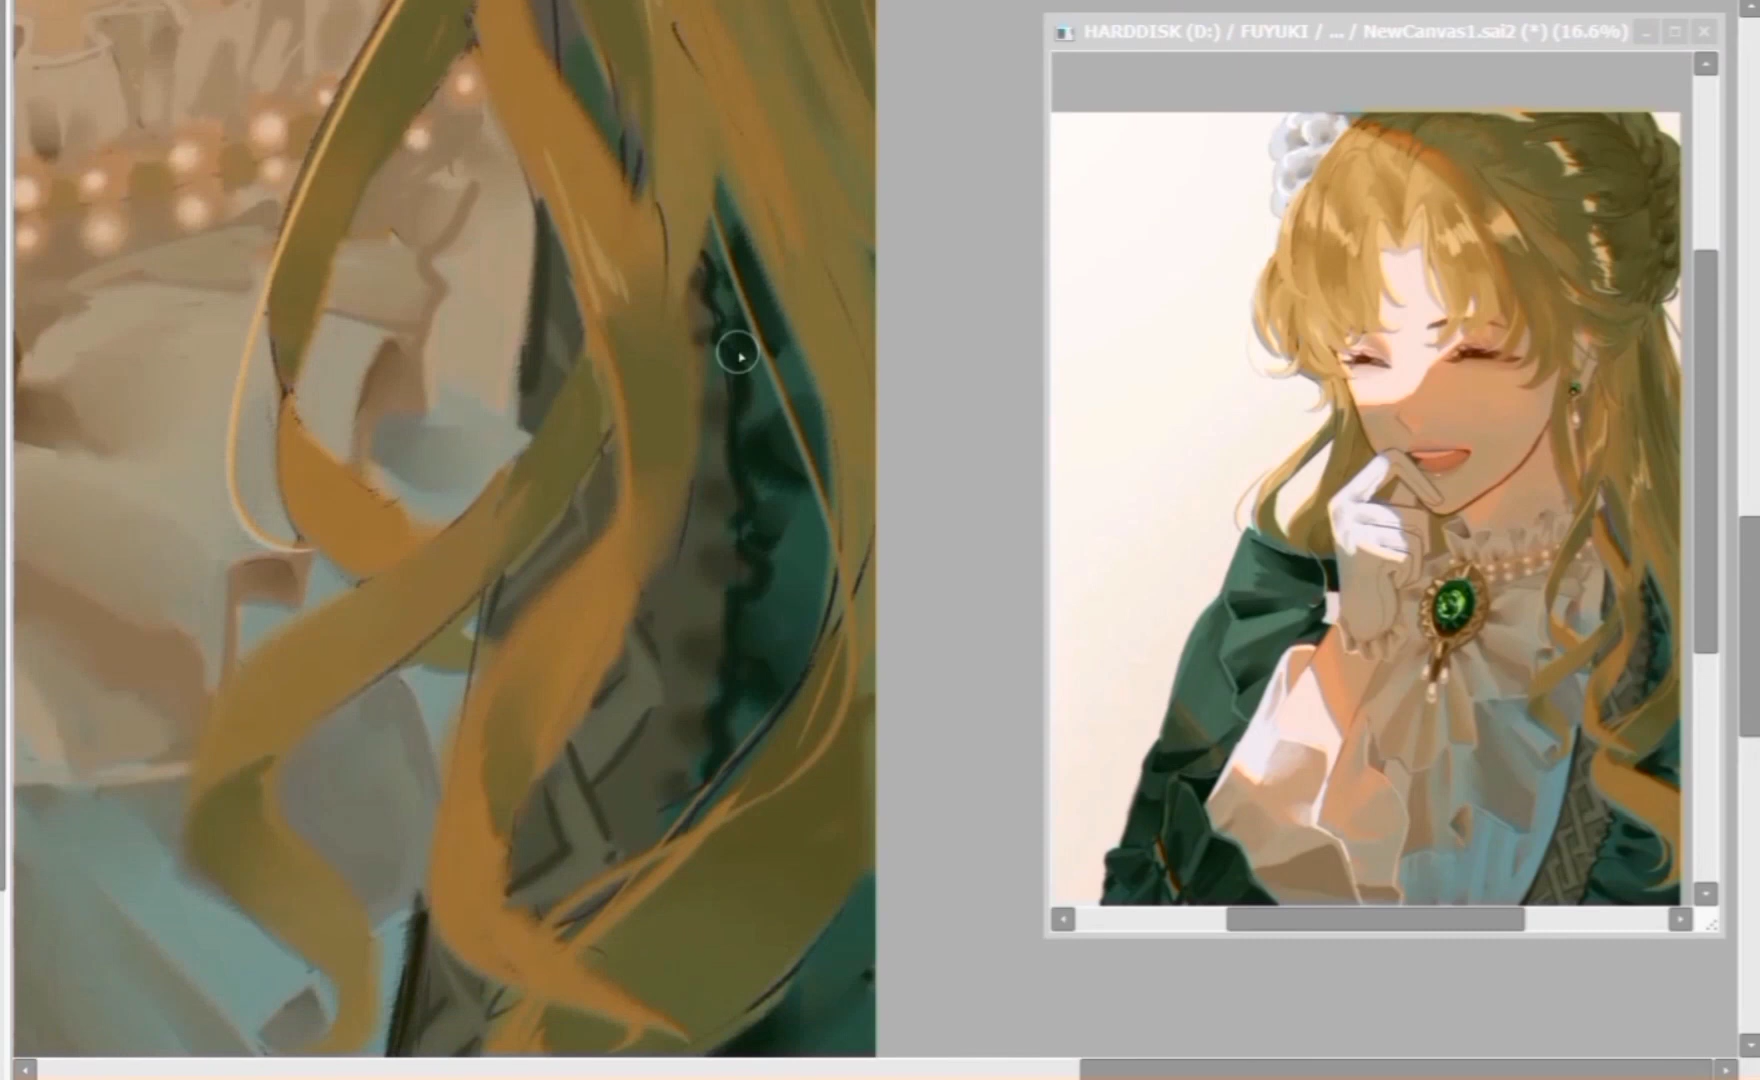 HARDDISK (D:) / FUYUKI / ... / NewCanvas1.sai2 (*) (16.6%)